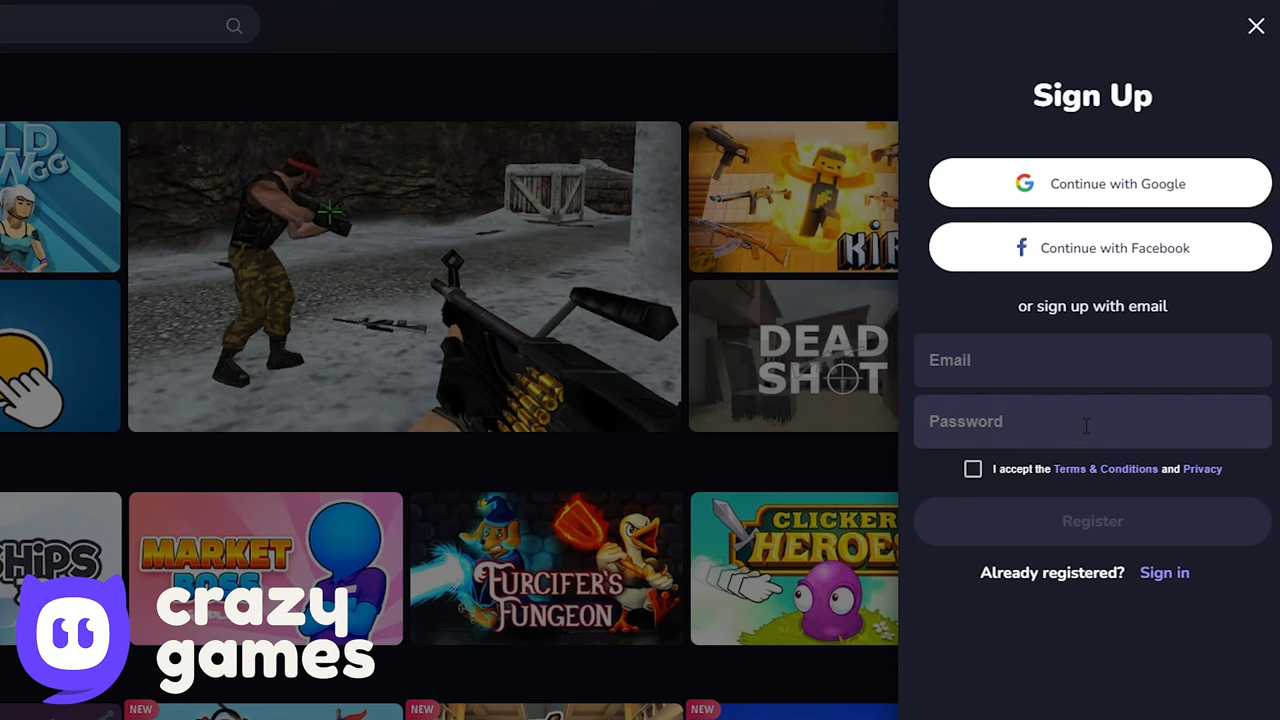 Sign Up
Continue with Google
Continue with Facebook
or sign up with email
Email
Password
I accept the Terms & Conditions and Privacy
Register
Already registered? Sign in
DEAD
SHOT
MARKET
BOSS
FURCIFER'S
FUNGEON
CLICKER
HEROES
crazy
games
NEW
NEW
NEW